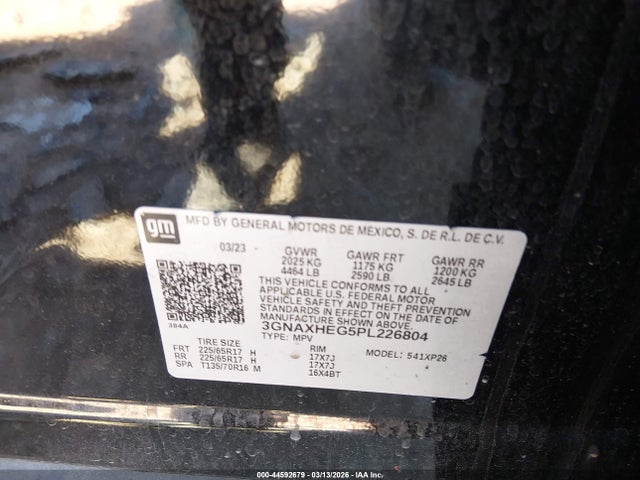 gm
MFD BY GENERAL MOTORS DE MEXICO, S. DE R.L. DE C.V.
03/23 GVWR GAWR FRT GAWR RR
2025 KG 1175 KG 1200 KG
4464 LB 2590 LB 2645 LB
THIS VEHICLE CONFORMS TO ALL
APPLICABLE U.S. FEDERAL MOTOR
VEHICLE SAFETY AND THEFT PREVENTION
STANDARDS IN EFFECT ON THE DATE OF
MANUFACTURE SHOWN ABOVE.
384A 3GNAXHEG5PL226804
TYPE: MPV MODEL: 541XP26
TIRE SIZE RIM
FRT 225/65R17 H 17X7J
RR 225/65R17 H 17X7J
SPA T135/70R16 M 16X4BT
000-44592679 | 03/13/2026 | IAA Inc.